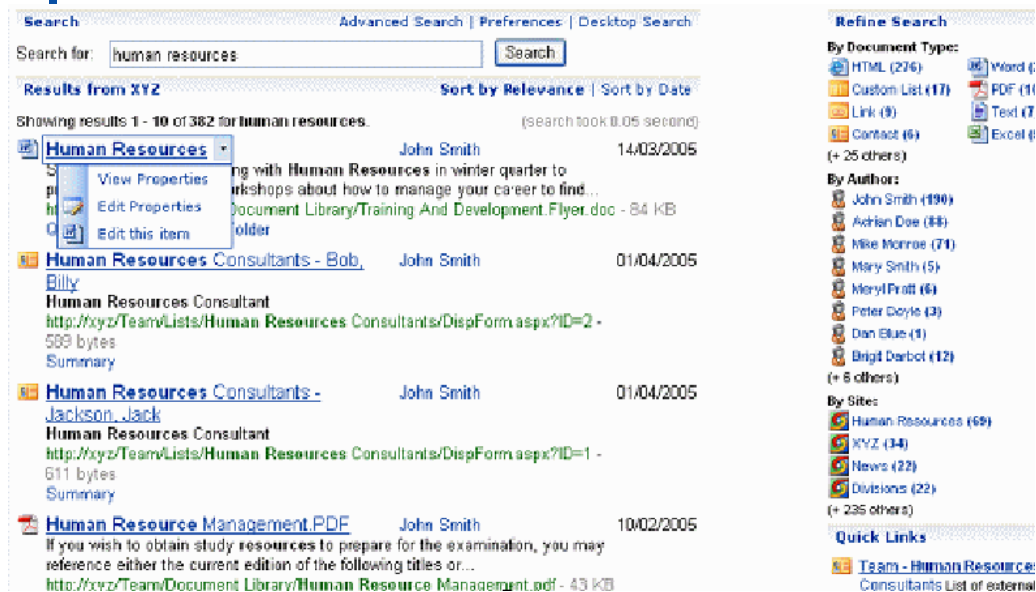 Search Advanced Search | Preferences | Desktop Search
Search for: human resources Search
Results from XYZ Sort by Relevance | Sort by Date
Showing results 1 - 10 of 382 for human resources. (search took 0.05 second)
Human Resources John Smith 14/03/2005
ng with Human Resources in winter quarter to
View Properties
rkshops about how to manage your career to find...
Edit Properties
Document Library/Training And Development.Flyer.doc - 84 KB
Edit this item
older
Human Resources Consultants - Bob, John Smith 01/04/2005
Billy
Human Resources Consultant
http://xyz/Team/Lists/Human Resources Consultants/DispForm.aspx?ID=2 -
589 bytes
Summary
Human Resources Consultants - John Smith 01/04/2005
Jackson, Jack
Human Resources Consultant
http://xyz/Team/Lists/Human Resources Consultants/DispForm.aspx?ID=1 -
611 bytes
Summary
Human Resource Management.PDF John Smith 10/02/2005
If you wish to obtain study resources to prepare for the examination, you may
reference either the current edition of the following titles or...
http://xyz/Team/Document Library/Human Resource Management.pdf - 43 KB
Refine Search
By Document Type:
HTML (276) Word
Custom List (17) PDF
Link (9) Text
Contact (6) Excel
(+ 25 others)
By Author:
John Smith (190)
Adrian Doe (88)
Mike Monroe (71)
Mary Smith (5)
Meryl Pratt (6)
Peter Doyle (3)
Dan Blue (1)
Brigit Darbot (12)
(+ 6 others)
By Site:
Human Resources (69)
XYZ (34)
News (22)
Divisions (22)
(+ 235 others)
Quick Links
Team - Human Resources
Consultants List of external